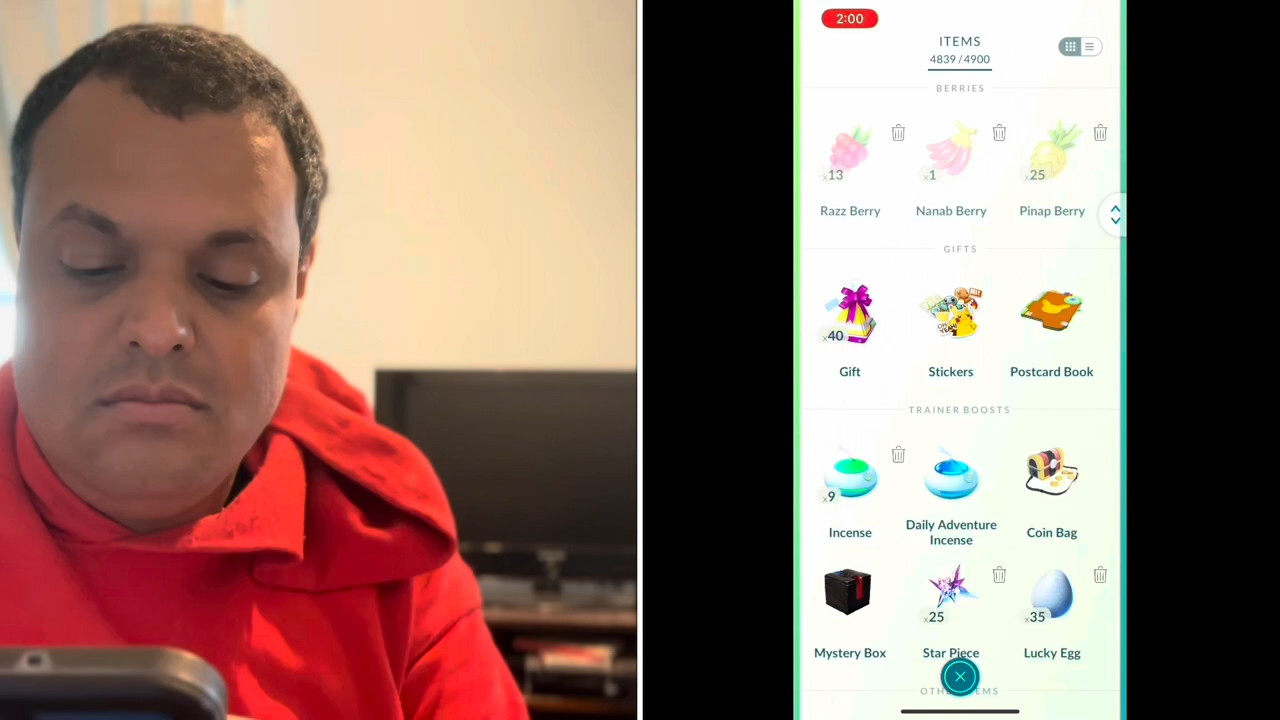 2:00
ITEMS
4839/4900
BERRIES
x13
x1
x25
Razz Berry
Nanab Berry
Pinap Berry
GIFTS
x40
Gift
Stickers
Postcard Book
TRAINER BOOSTS
x9
Incense
Daily Adventure
Incense
Coin Bag
x25
x35
Mystery Box
Star Piece
Lucky Egg